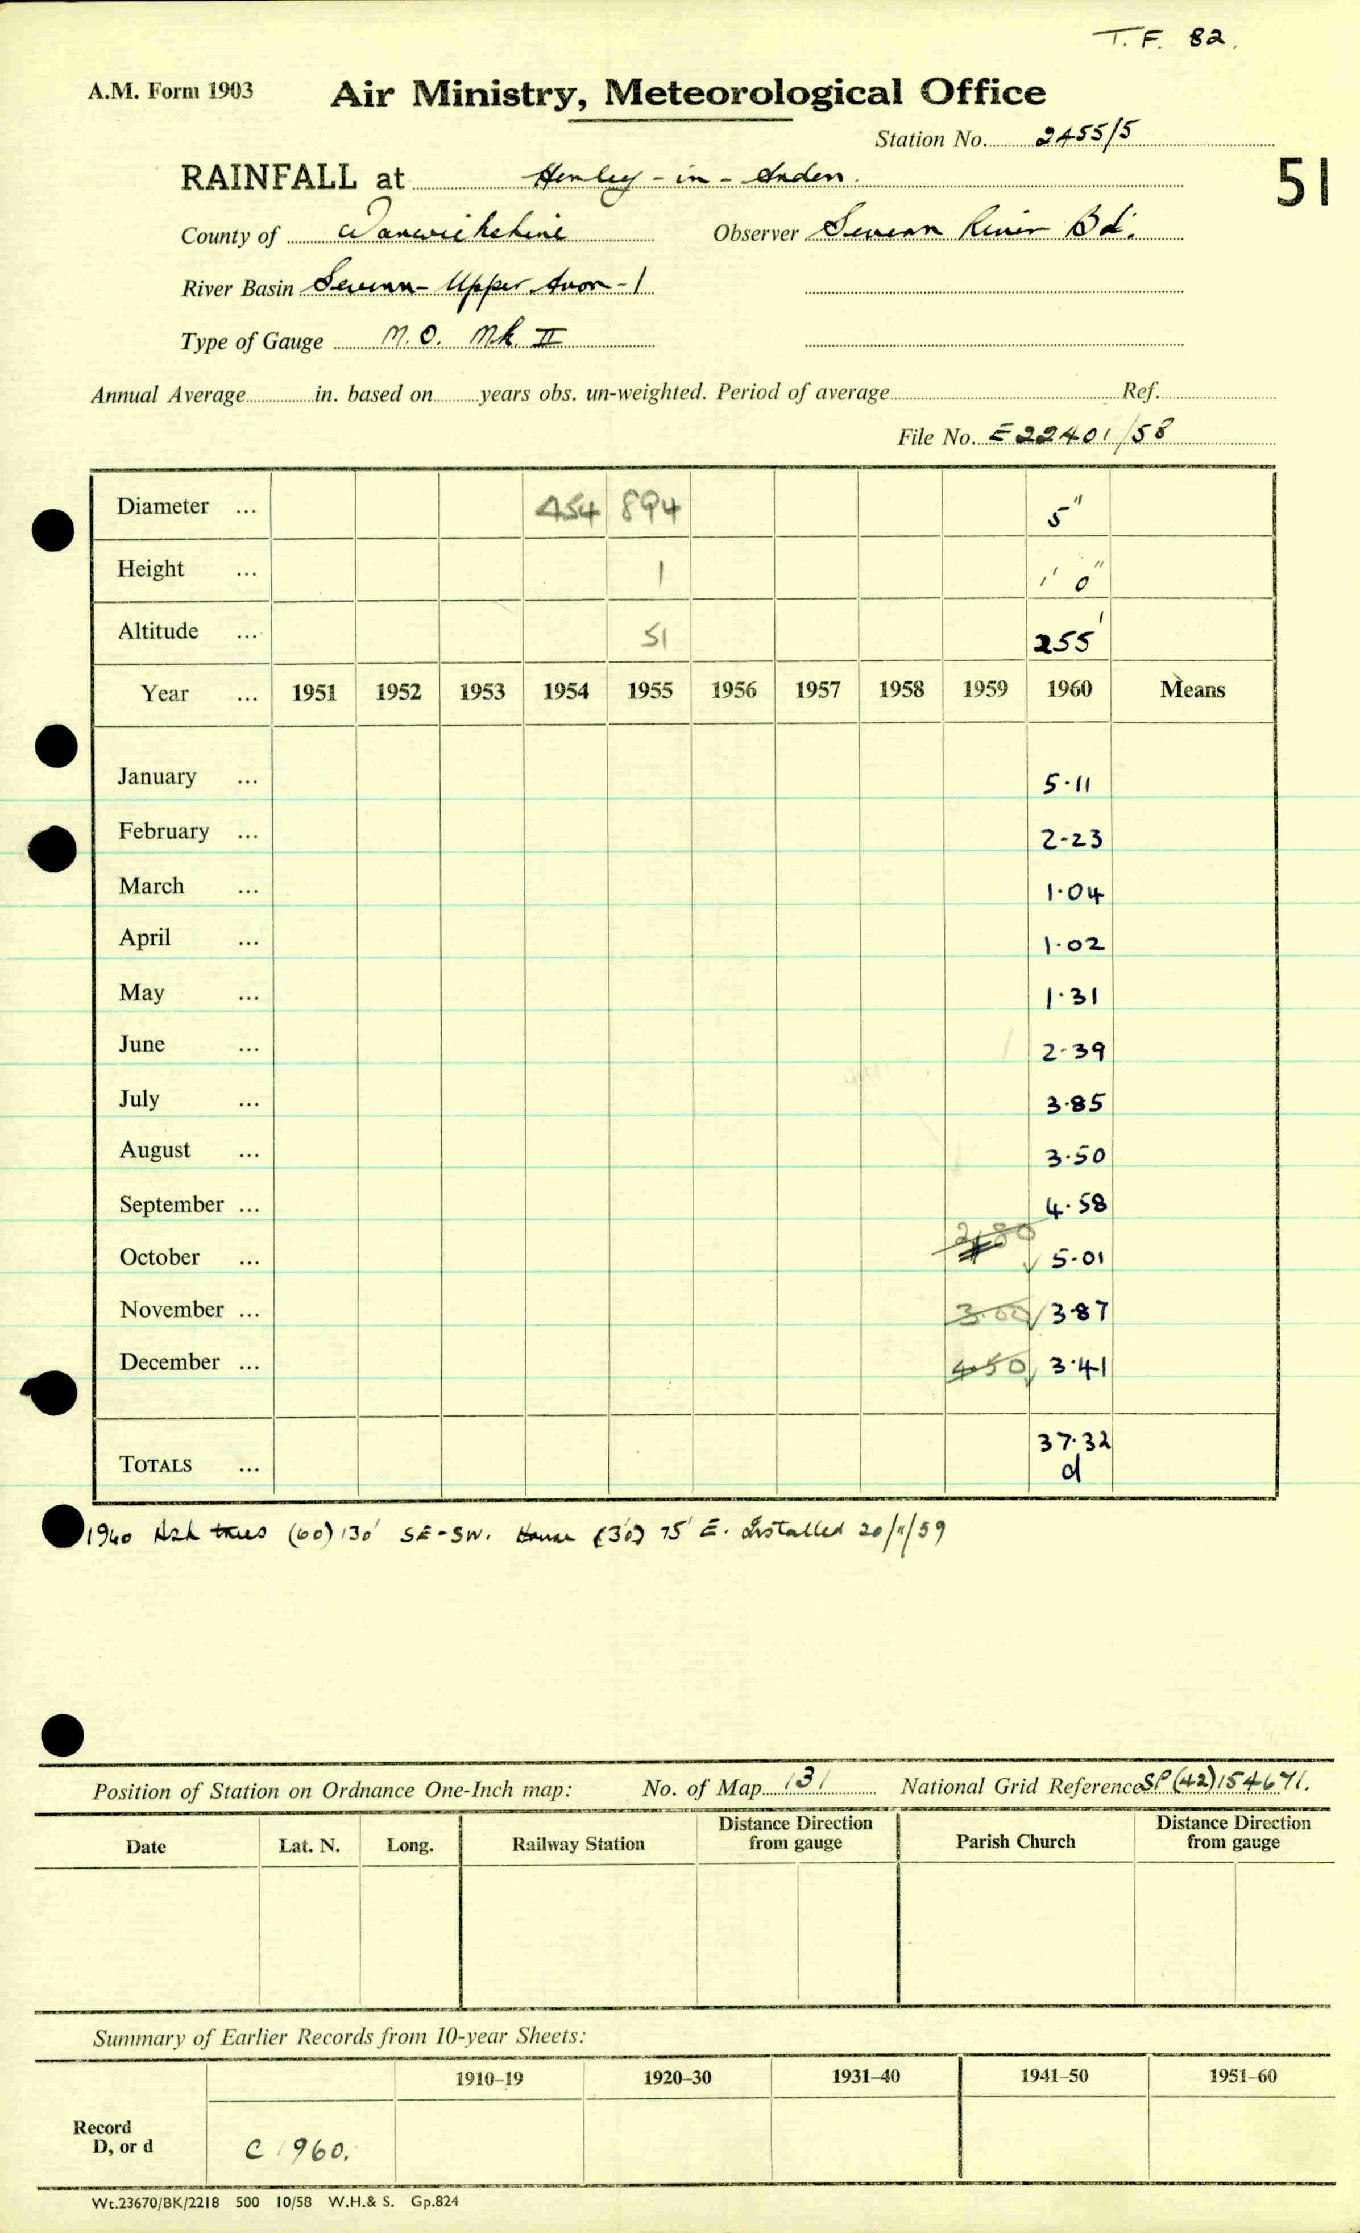 T. F. 82.
A.M. Form 1903 Air Ministry, Meteorological Office
Station No. 2455/5
RAINFALL at Henley-in-Arden. 51
County of Warwickshire Observer Severn River Bd.
River Basin Severn-Upper Avon-1
Type of Gauge M.O. Mk II
Annual Average in. based on years obs. un-weighted. Period of average Ref.
File No. E22401/58
Diameter ... 454 894 5"
Height ... 1 1' 0"
Altitude ... 51 255'
Year ... 1951 1952 1953 1954 1955 1956 1957 1958 1959 1960 Means
January ... 5.11
February ... 2.23
March ... 1.04
April ... 1.02
May ... 1.31
June ... 2.39
July ... 3.85
August ... 3.50
September ... 4.58
October ... 2.80 5.01
November ... 3.00 3.87
December ... 4.50 3.41
TOTALS ... 37.32
d
1960 Ash trees (60) 130' SE-SW. House (30) 75' E. Installed 20/11/59
Position of Station on Ordnance One-Inch map: No. of Map 131 National Grid Reference SP(42)154671.
Date Lat. N. Long. Railway Station Distance Direction from gauge Parish Church Distance Direction from gauge
Summary of Earlier Records from 10-year Sheets:
1910–19 1920–30 1931–40 1941–50 1951–60
Record
D, or d C 1960.
Wt.23670/BK/2218 500 10/58 W.H.& S. Gp.824